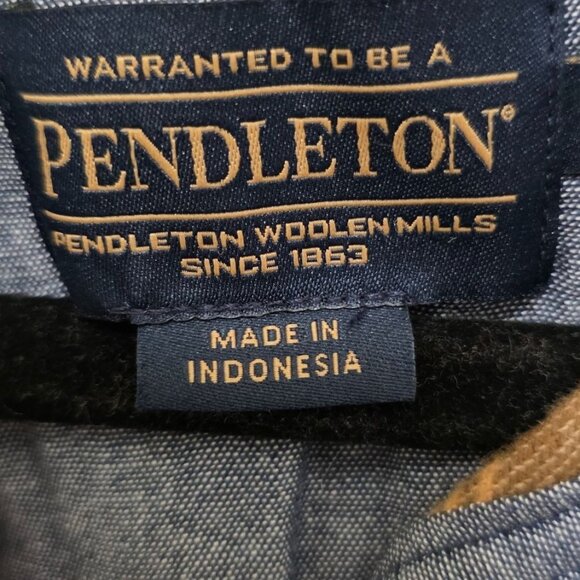 WARRANTED TO BE A
PENDLETON®
PENDLETON WOOLEN MILLS
SINCE 1863
MADE IN
INDONESIA